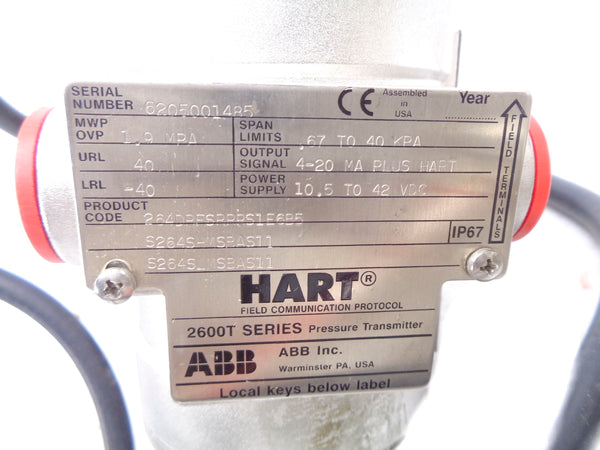 SERIAL NUMBER 6205001485 CE Assembled in USA Year
MWP OVP 1.9 MPA SPAN LIMITS .67 TO 40 KPA
URL 40 OUTPUT SIGNAL 4-20 MA PLUS HART
LRL -40 POWER SUPPLY 10.5 TO 42 VDC
FIELD TERMINALS
PRODUCT CODE
IP67
HART®
FIELD COMMUNICATION PROTOCOL
2600T SERIES Pressure Transmitter
ABB ABB Inc.
Warminster PA, USA
Local keys below label